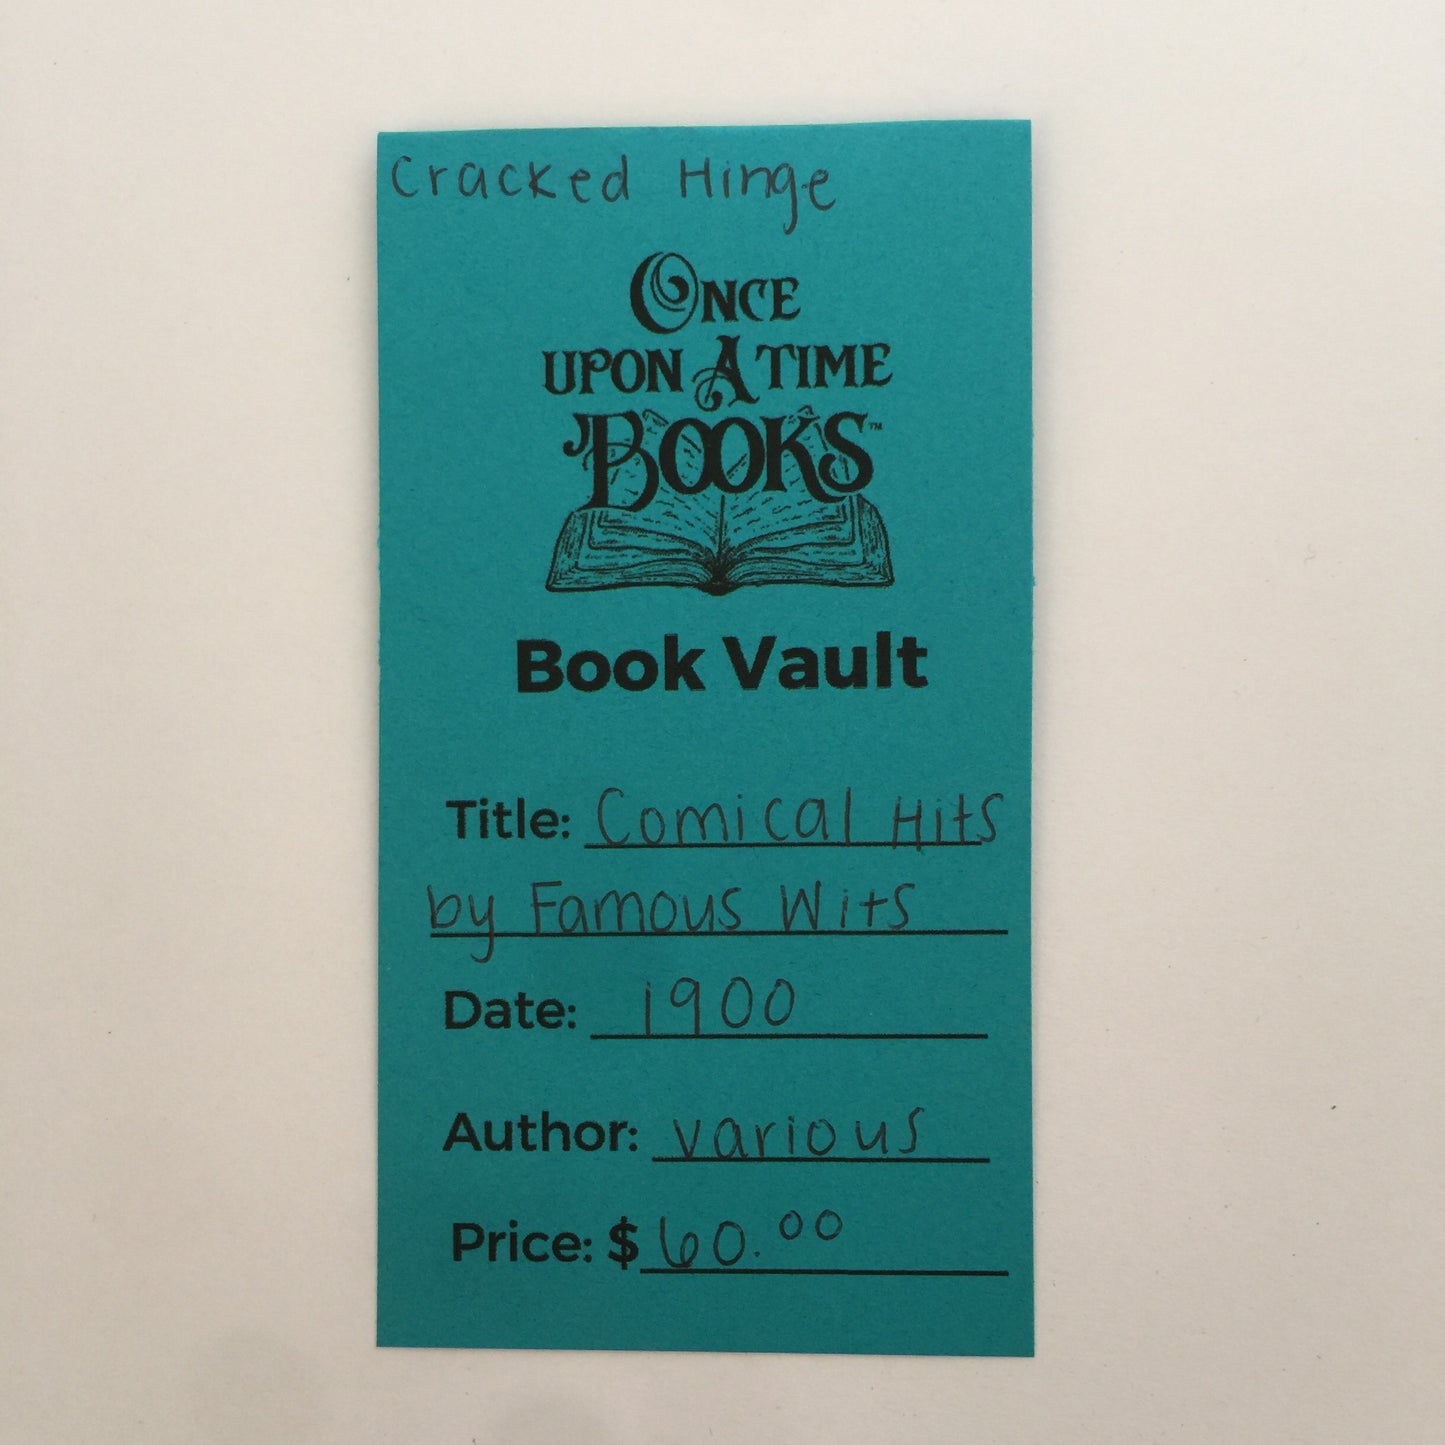 Cracked Hinge
ONCE
UPON A TIME
BOOKS™
Book Vault
Title: Comical Hits
by Famous Wits
Date: 1900
Author: various
Price: $60.00